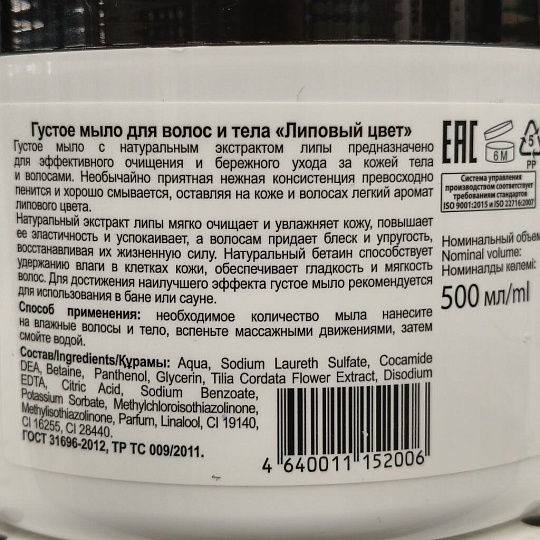 Густое мыло для волос и тела «Липовый цвет»
Густое мыло с натуральным экстрактом липы предназначено
для эффективного очищения и бережного ухода за кожей тела
и волосами. Необычайно приятная нежная консистенция превосходно
пенится и хорошо смывается, оставляя на коже и волосах легкий аромат
липового цвета.
Натуральный экстракт липы мягко очищает и увлажняет кожу, повышает
ее эластичность и успокаивает, а волосам придает блеск и упругость,
восстанавливая их жизненную силу. Натуральный бетаин способствует
удержанию влаги в клетках кожи, обеспечивает гладкость и мягкость
волос. Для достижения наилучшего эффекта густое мыло рекомендуется
для использования в бане или сауне.
Способ применения: необходимое количество мыла нанесите
на влажные волосы и тело, вспеньте массажными движениями, затем
смойте водой.
Состав/Ingredients/Құрамы: Aqua, Sodium Laureth Sulfate, Cocamide
DEA, Betaine, Panthenol, Glycerin, Tilia Cordata Flower Extract, Disodium
EDTA, Citric Acid, Sodium Benzoate,
Potassium Sorbate, Methylchloroisothiazolinone,
Methylisothiazolinone, Parfum, Linalool, CI 19140,
CI 16255, CI 28440.
ГОСТ 31696-2012, ТР ТС 009/2011.
4 640011 152006
EAC
6 M
5
PP
Система управления
производством соответствует
требованиям стандартов
ISO 9001:2015 и ISO 22716:2007
Номинальный объем
Nominal volume:
Номиналды көлемі:
500 мл/ml